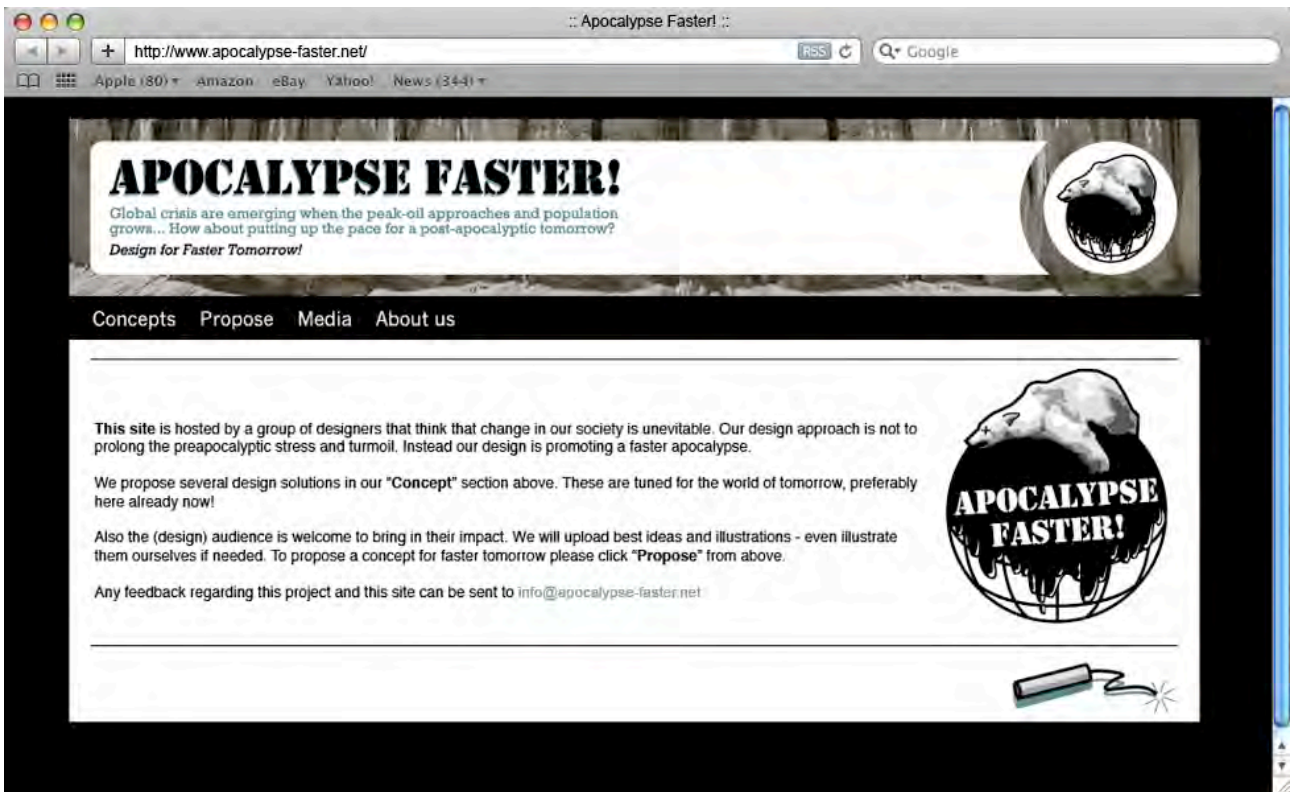 :: Apocalypse Faster! ::
http://www.apocalypse-faster.net/
RSS
Google
Apple (80) Amazon eBay Yahoo! News (344)
APOCALYPSE FASTER!
Global crisis are emerging when the peak-oil approaches and population
grows... How about putting up the pace for a post-apocalyptic tomorrow?
Design for Faster Tomorrow!
Concepts Propose Media About us
This site is hosted by a group of designers that think that change in our society is unevitable. Our design approach is not to
prolong the preapocalyptic stress and turmoil. Instead our design is promoting a faster apocalypse.
We propose several design solutions in our "Concept" section above. These are tuned for the world of tomorrow, preferably
here already now!
Also the (design) audience is welcome to bring in their impact. We will upload best ideas and illustrations - even illustrate
them ourselves if needed. To propose a concept for faster tomorrow please click "Propose" from above.
Any feedback regarding this project and this site can be sent to info@apocalypse-faster.net
APOCALYPSE
FASTER!